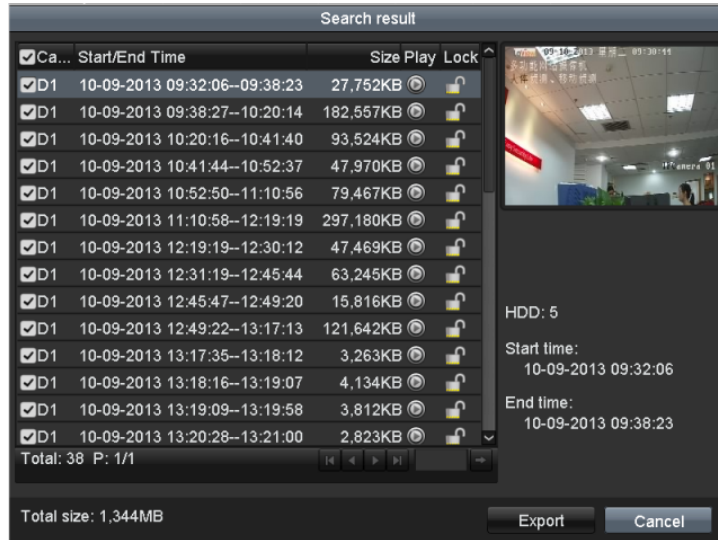 Search result
Ca... Start/End Time Size Play Lock
D1 10-09-2013 09:32:06--09:38:23 27,752KB
D1 10-09-2013 09:38:27--10:20:14 182,557KB
D1 10-09-2013 10:20:16--10:41:40 93,524KB
D1 10-09-2013 10:41:44--10:52:37 47,970KB
D1 10-09-2013 10:52:50--11:10:56 79,467KB
D1 10-09-2013 11:10:58--12:19:19 297,180KB
D1 10-09-2013 12:19:19--12:30:12 47,469KB
D1 10-09-2013 12:31:19--12:45:44 63,245KB
D1 10-09-2013 12:45:47--12:49:20 15,816KB
D1 10-09-2013 12:49:22--13:17:13 121,642KB
D1 10-09-2013 13:17:35--13:18:12 3,263KB
D1 10-09-2013 13:18:16--13:19:07 4,134KB
D1 10-09-2013 13:19:09--13:19:58 3,812KB
D1 10-09-2013 13:20:28--13:21:00 2,823KB
Total: 38 P: 1/1
Total size: 1,344MB
09-10-2013 星期二 09:30:44
HDD: 5
Start time:
10-09-2013 09:32:06
End time:
10-09-2013 09:38:23
Export
Cancel